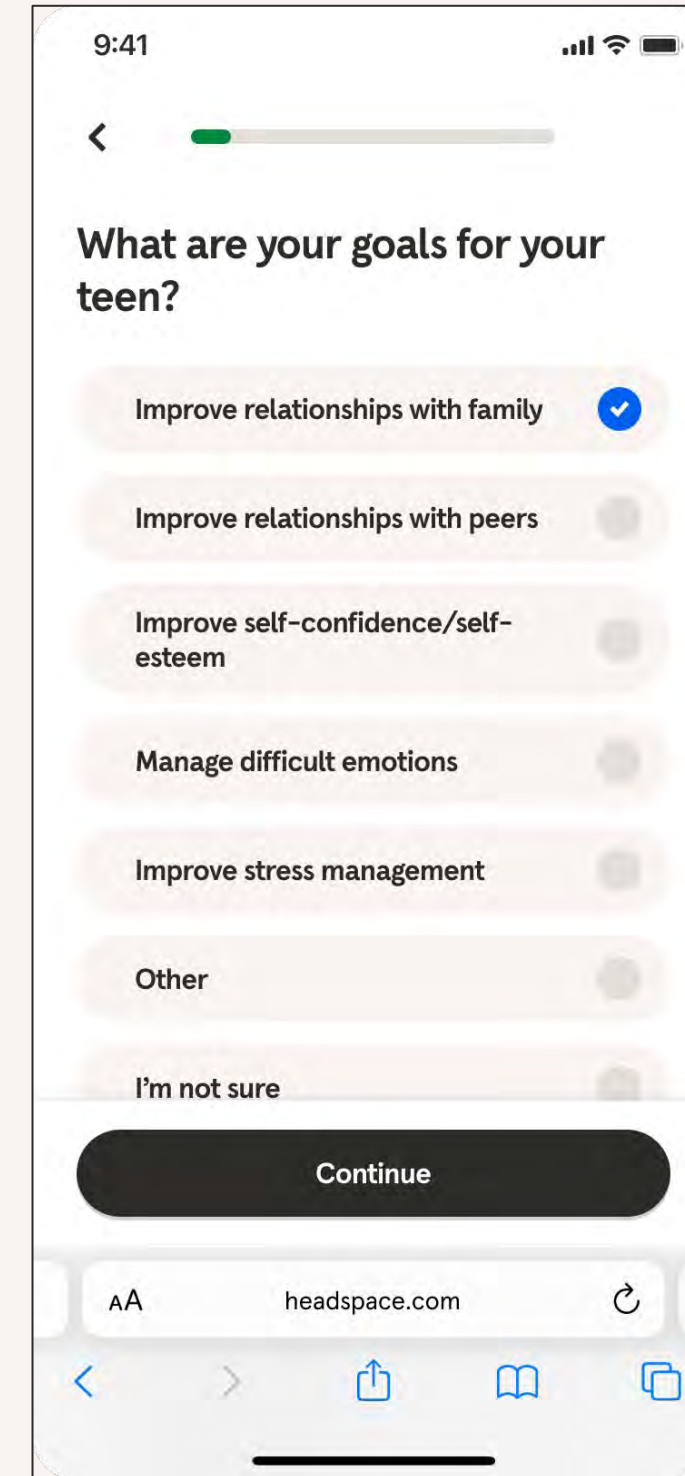 9:41
What are your goals for your
teen?
Improve relationships with family
Improve relationships with peers
Improve self-confidence/self-
esteem
Manage difficult emotions
Improve stress management
Other
I'm not sure
Continue
AA
headspace.com